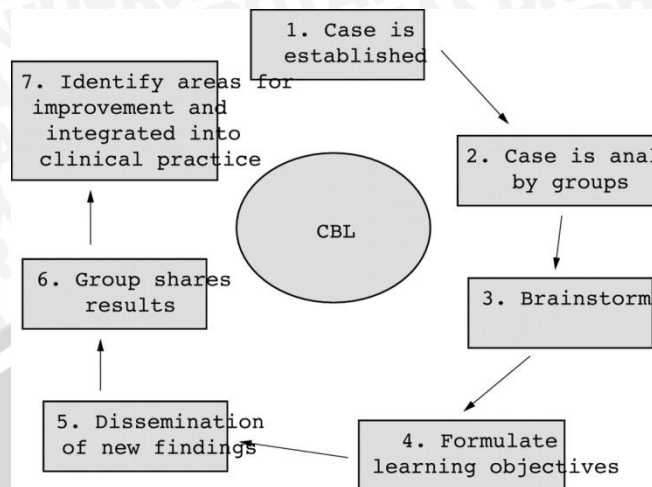 1. Case is
established
2. Case is anal
by groups
3. Brainstorm
4. Formulate
learning objectives
5. Dissemination
of new findings
6. Group shares
results
7. Identify areas for
improvement and
integrated into
clinical practice
CBL